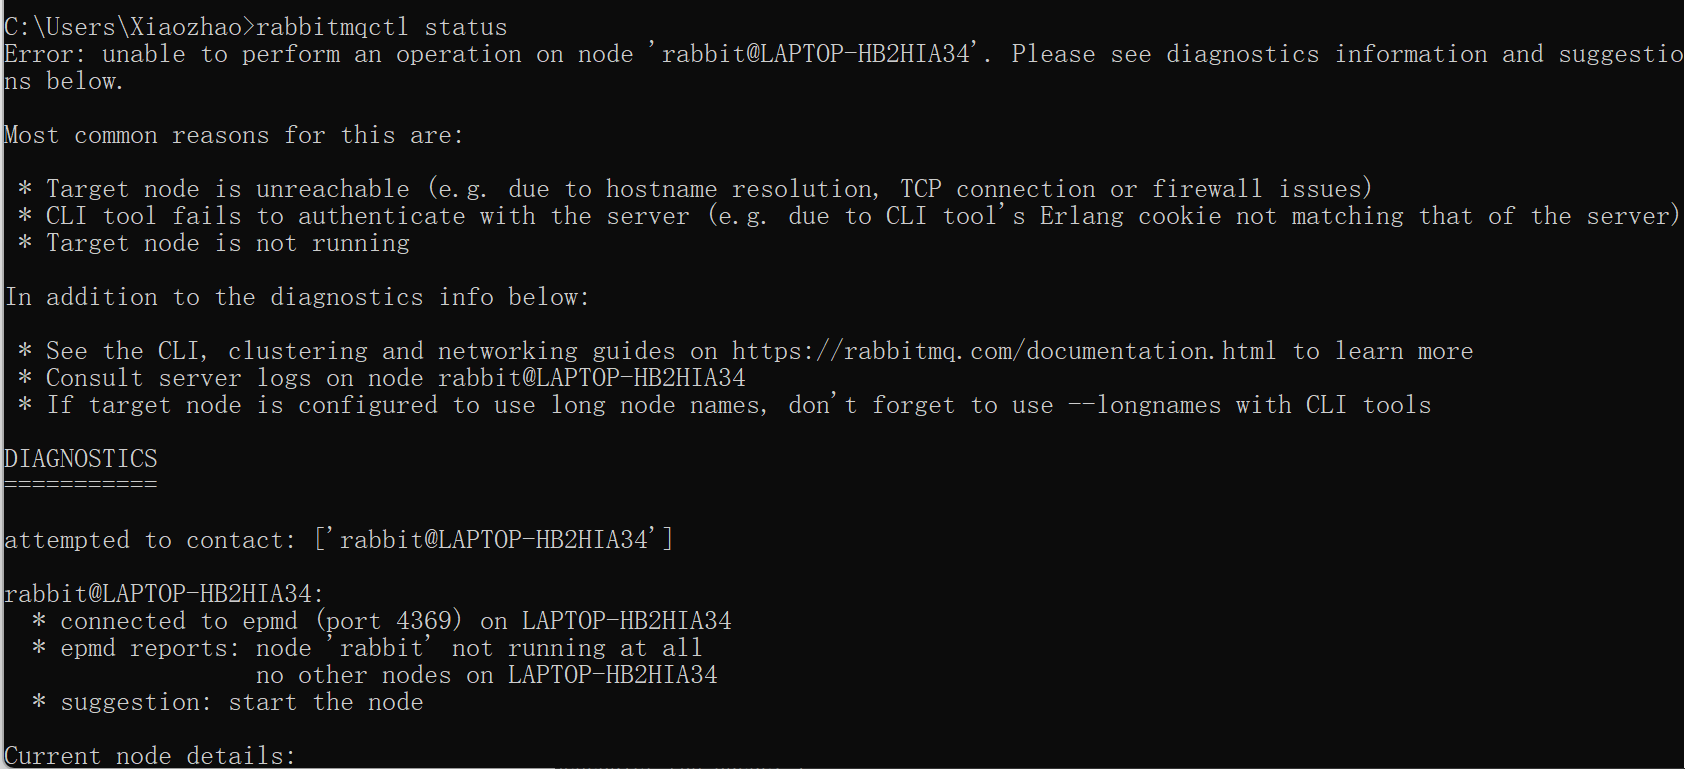 C:\Users\Xiaozhao>rabbitmqctl status
Error: unable to perform an operation on node 'rabbit@LAPTOP-HB2HIA34'. Please see diagnostics information and suggestio
ns below.
Most common reasons for this are:
* Target node is unreachable (e.g. due to hostname resolution, TCP connection or firewall issues)
* CLI tool fails to authenticate with the server (e.g. due to CLI tool's Erlang cookie not matching that of the server)
* Target node is not running
In addition to the diagnostics info below:
* See the CLI, clustering and networking guides on https://rabbitmq.com/documentation.html to learn more
* Consult server logs on node rabbit@LAPTOP-HB2HIA34
* If target node is configured to use long node names, don't forget to use --longnames with CLI tools
DIAGNOSTICS
===========
attempted to contact: ['rabbit@LAPTOP-HB2HIA34']
rabbit@LAPTOP-HB2HIA34:
* connected to epmd (port 4369) on LAPTOP-HB2HIA34
* epmd reports: node 'rabbit' not running at all
no other nodes on LAPTOP-HB2HIA34
* suggestion: start the node
Current node details: